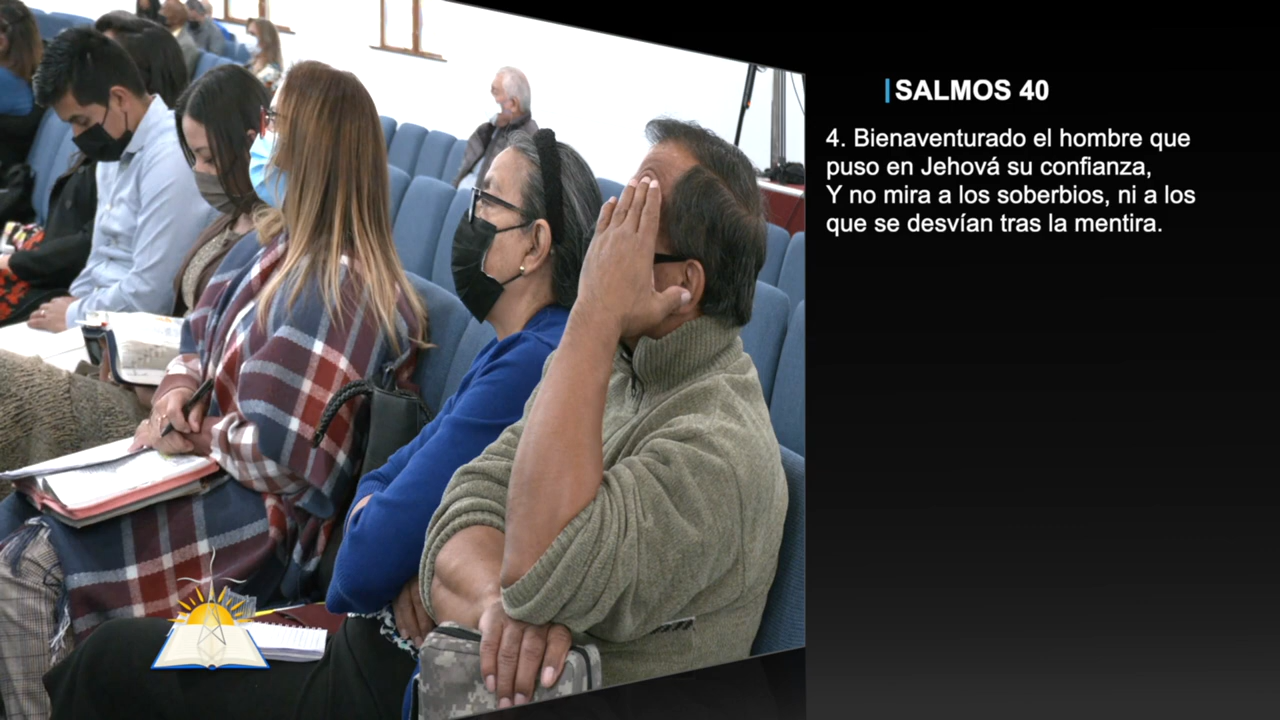 SALMOS 40
4. Bienaventurado el hombre que
puso en Jehová su confianza,
Y no mira a los soberbios, ni a los
que se desvían tras la mentira.